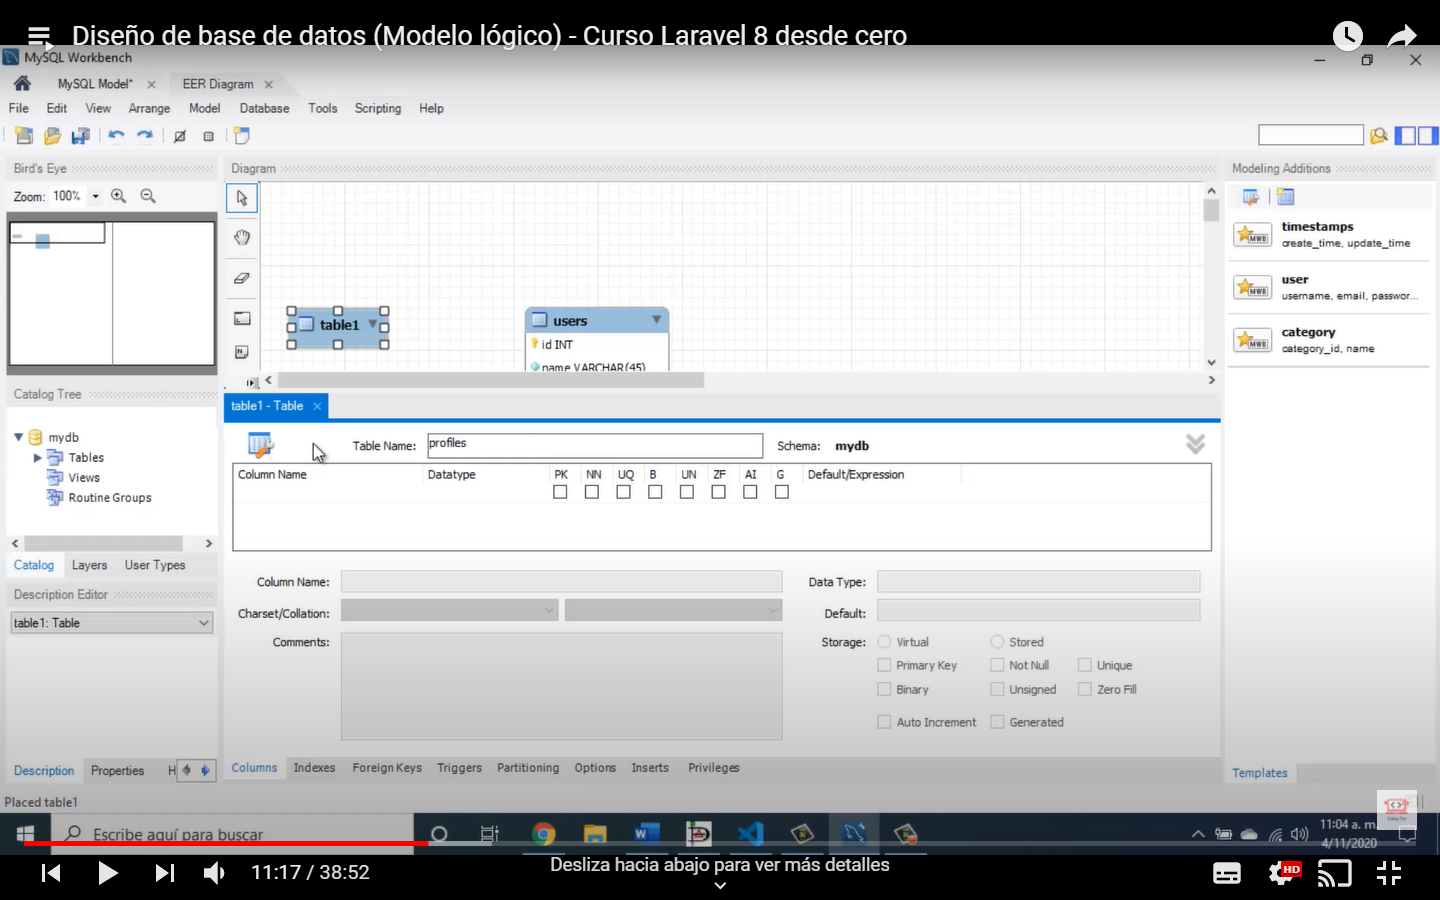 Diseño de base de datos (Modelo lógico) - Curso Laravel 8 desde cero
MySQL Workbench
MySQL Model* EER Diagram
File Edit View Arrange Model Database Tools Scripting Help
Bird's Eye
Diagram
Modeling Additions
Zoom: 100%
timestamps
create_time, update_time
user
username, email, passwor...
category
category_id, name
table1
users
id INT
name VARCHAR(45)
Catalog Tree
mydb
Tables
Views
Routine Groups
Catalog Layers User Types
Description Editor
table1: Table
Description Properties H
table1 - Table
Table Name: profiles Schema: mydb
Column Name Datatype PK NN UQ B UN ZF AI G Default/Expression
Column Name: Data Type:
Charset/Collation: Default:
Comments: Storage: Virtual Stored
Primary Key Not Null Unique
Binary Unsigned Zero Fill
Auto Increment Generated
Columns Indexes Foreign Keys Triggers Partitioning Options Inserts Privileges
Templates
Placed table1
Escribe aquí para buscar
11:04 a. m.
4/11/2020
11:17 / 38:52
Desliza hacia abajo para ver más detalles
HD